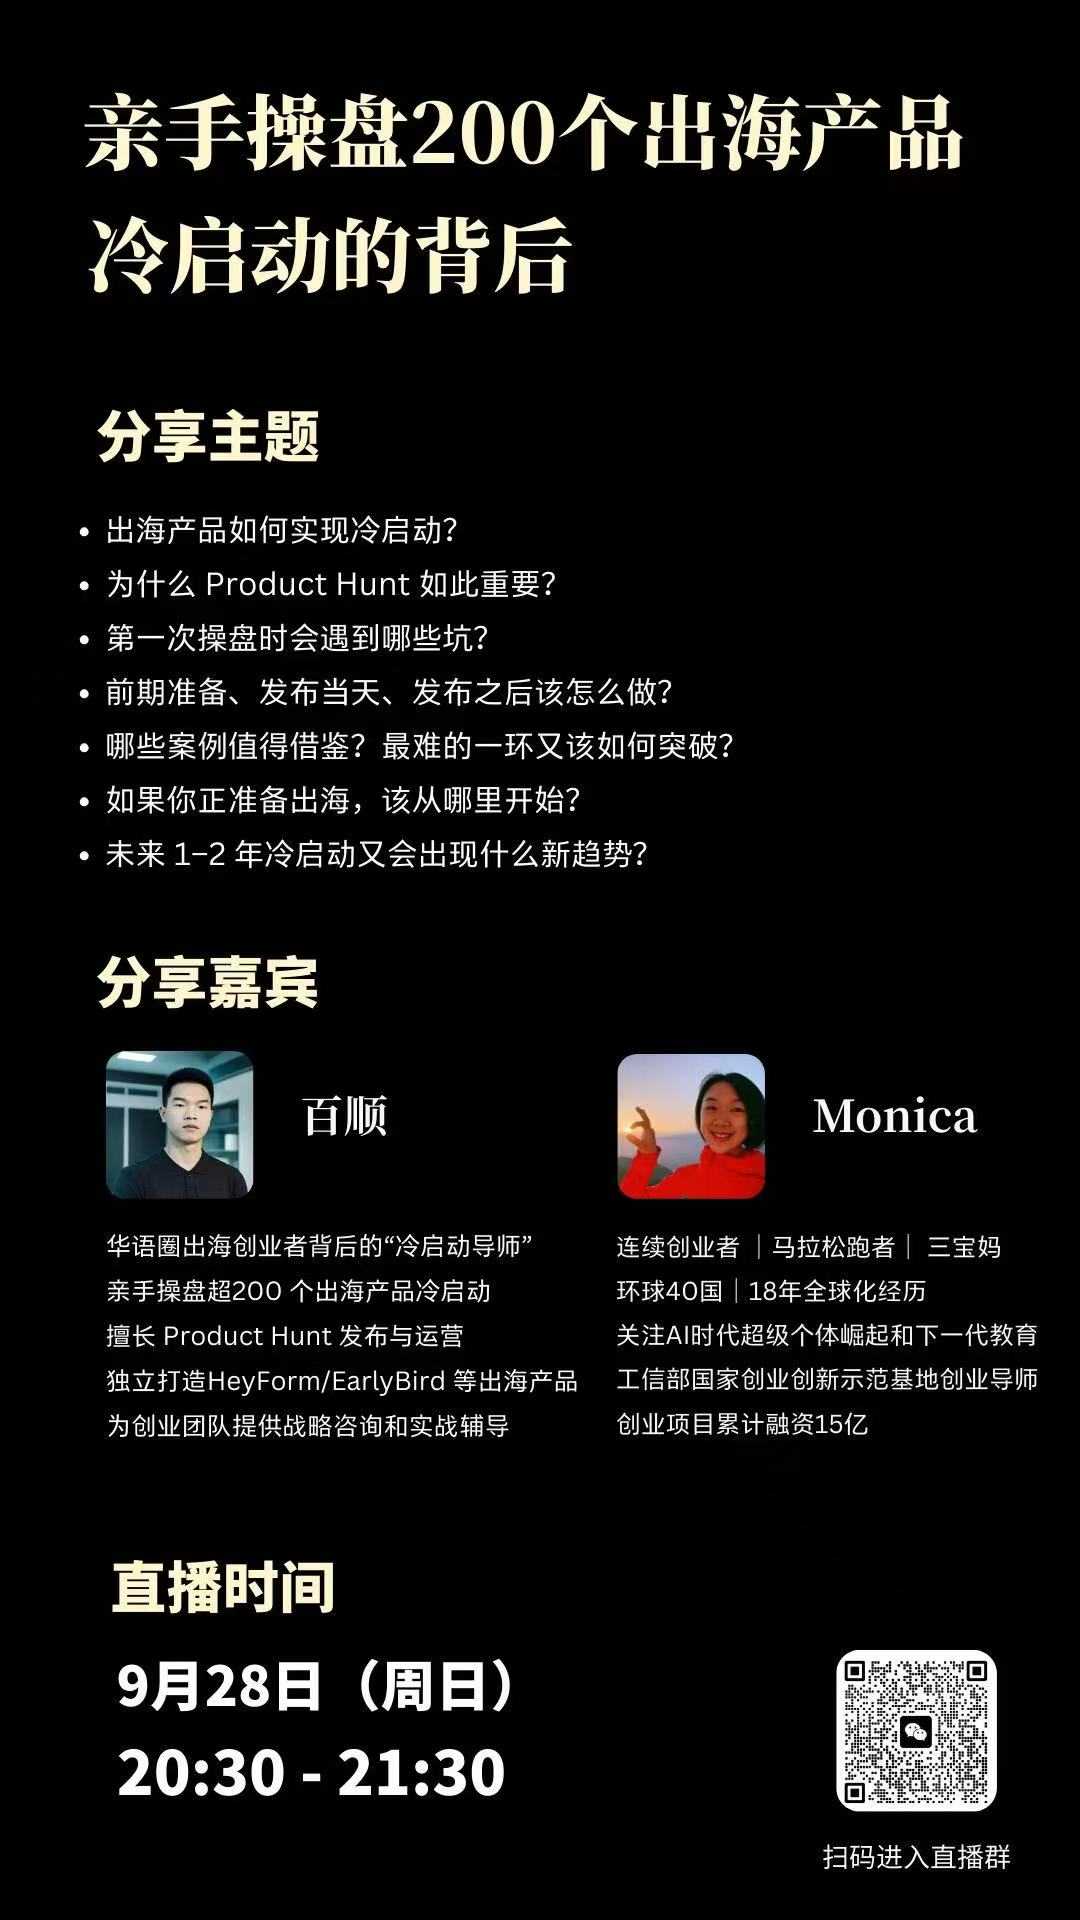 亲手操盘200个出海产品
冷启动的背后
分享主题
• 出海产品如何实现冷启动？
• 为什么 Product Hunt 如此重要？
• 第一次操盘时会遇到哪些坑？
• 前期准备、发布当天、发布之后该怎么做？
• 哪些案例值得借鉴？最难的一环又该如何突破？
• 如果你正准备出海，该从哪里开始？
• 未来 1–2 年冷启动又会出现什么新趋势？
分享嘉宾
百顺
华语圈出海创业者背后的“冷启动导师”
亲手操盘超200 个出海产品冷启动
擅长 Product Hunt 发布与运营
独立打造HeyForm/EarlyBird 等出海产品
为创业团队提供战略咨询和实战辅导
Monica
连续创业者 ｜马拉松跑者｜ 三宝妈
环球40国｜18年全球化经历
关注AI时代超级个体崛起和下一代教育
工信部国家创业创新示范基地创业导师
创业项目累计融资15亿
直播时间
9月28日（周日）
20:30 - 21:30
扫码进入直播群